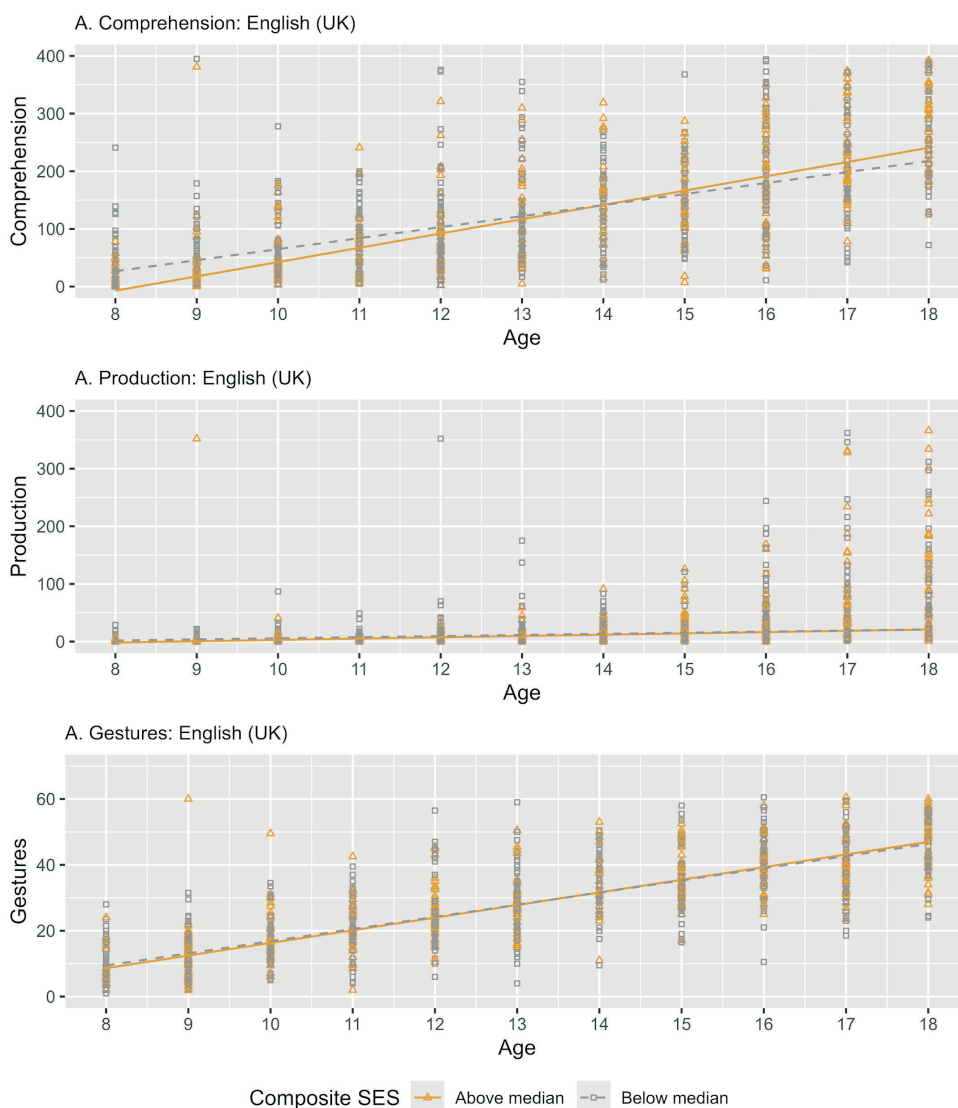 A. Comprehension: English (UK)
400
300
200
100
0
Comprehension
8 9 10 11 12 13 14 15 16 17 18
Age
A. Production: English (UK)
400
300
200
100
0
Production
8 9 10 11 12 13 14 15 16 17 18
Age
A. Gestures: English (UK)
60
40
20
0
Gestures
8 9 10 11 12 13 14 15 16 17 18
Age
Composite SES Above median Below median